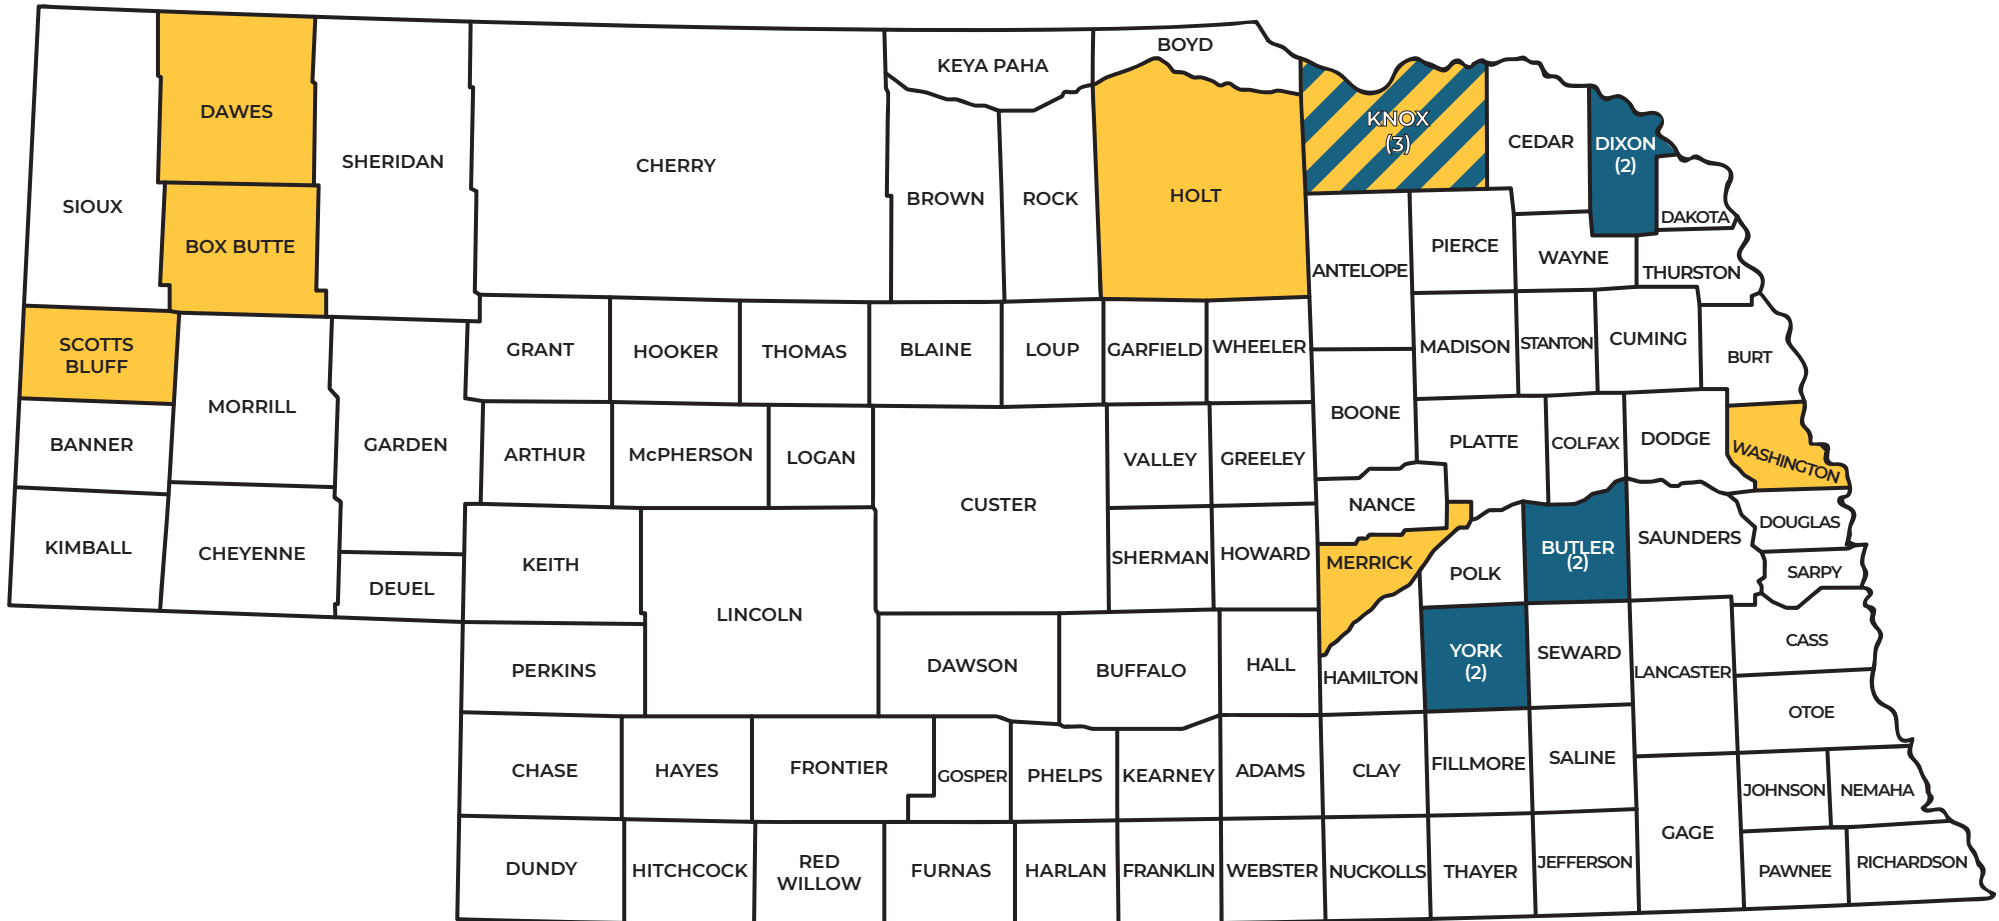 BOYD
KEYA PAHA
DAWES
KNOX
(3)
CEDAR
DIXON
(2)
SHERIDAN
CHERRY
SIOUX
BROWN
ROCK
HOLT
DAKOTA
BOX BUTTE
PIERCE
WAYNE
ANTELOPE
THURSTON
SCOTTS
BLUFF
GRANT
HOOKER
THOMAS
BLAINE
LOUP
GARFIELD
WHEELER
MADISON
STANTON
CUMING
BURT
MORRILL
BOONE
BANNER
GARDEN
ARTHUR
McPHERSON
LOGAN
VALLEY
GREELEY
PLATTE
COLFAX
DODGE
WASHINGTON
CUSTER
NANCE
DOUGLAS
KIMBALL
CHEYENNE
KEITH
SHERMAN
HOWARD
MERRICK
POLK
BUTLER
(2)
SAUNDERS
SARPY
DEUEL
LINCOLN
PERKINS
DAWSON
BUFFALO
HALL
HAMILTON
YORK
(2)
SEWARD
LANCASTER
CASS
OTOE
CHASE
HAYES
FRONTIER
GOSPER
PHELPS
KEARNEY
ADAMS
CLAY
FILLMORE
SALINE
JOHNSON
NEMAHA
GAGE
DUNDY
HITCHCOCK
RED
WILLOW
FURNAS
HARLAN
FRANKLIN
WEBSTER
NUCKOLLS
THAYER
JEFFERSON
PAWNEE
RICHARDSON